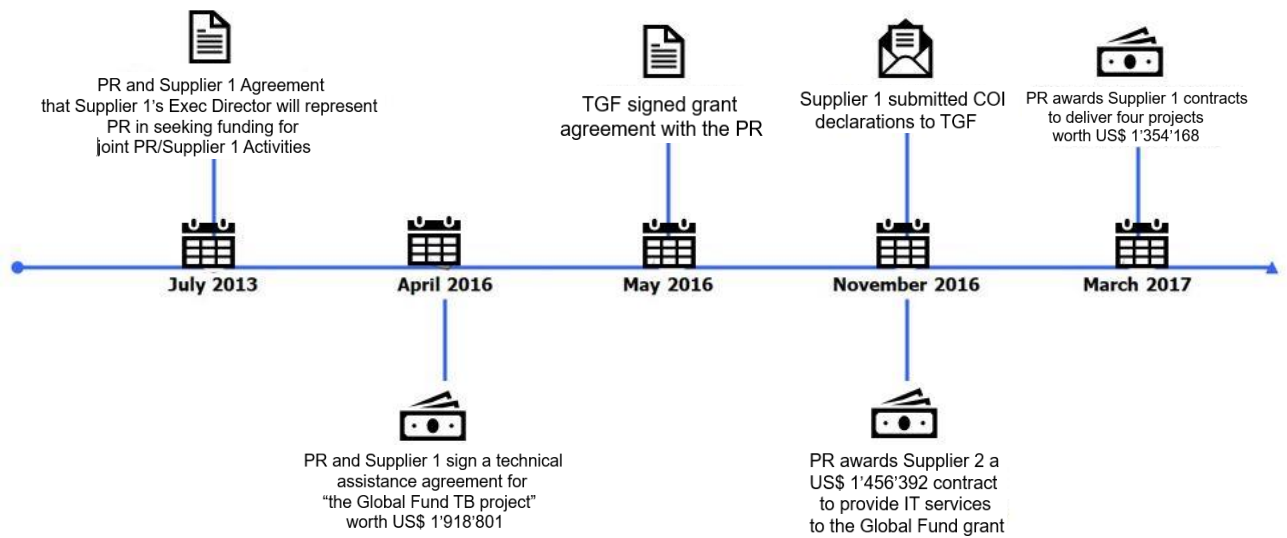 PR and Supplier 1 Agreement
that Supplier 1's Exec Director will represent
PR in seeking funding for
joint PR/Supplier 1 Activities
TGF signed grant
agreement with the PR
Supplier 1 submitted COI
declarations to TGF
PR awards Supplier 1 contracts
to deliver four projects
worth US$ 1'354'168
July 2013
April 2016
May 2016
November 2016
March 2017
PR and Supplier 1 sign a technical
assistance agreement for
“the Global Fund TB project”
worth US$ 1'918'801
PR awards Supplier 2 a
US$ 1'456'392 contract
to provide IT services
to the Global Fund grant